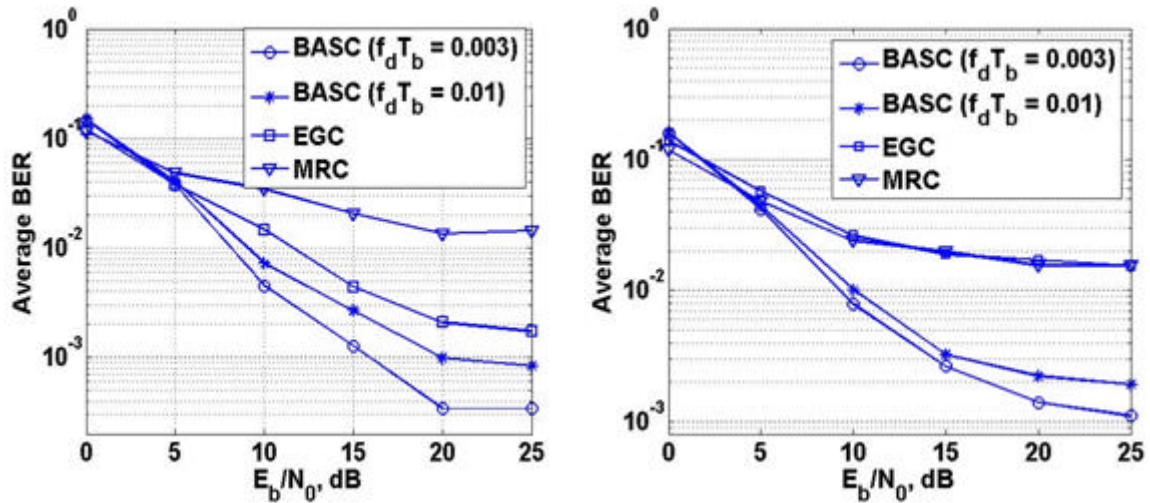 10^0
10^-1
10^-2
10^-3
Average BER
0 5 10 15 20 25
E_b/N_0, dB
BASC (f_dT_b = 0.003)
BASC (f_dT_b = 0.01)
EGC
MRC
10^0
10^-1
10^-2
10^-3
Average BER
0 5 10 15 20 25
E_b/N_0, dB
BASC (f_dT_b = 0.003)
BASC (f_dT_b = 0.01)
EGC
MRC